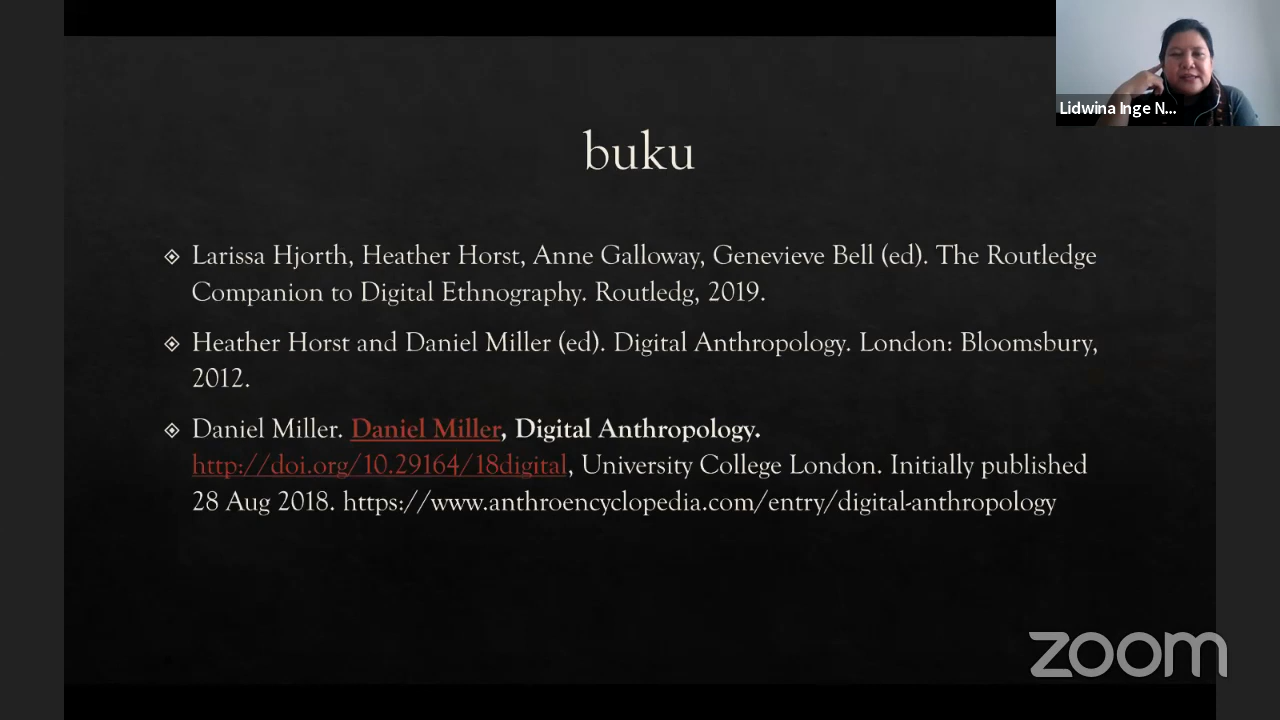 Lidwina Inge N...
buku
Larissa Hjorth, Heather Horst, Anne Galloway, Genevieve Bell (ed). The Routledge
Companion to Digital Ethnography. Routledg, 2019.
Heather Horst and Daniel Miller (ed). Digital Anthropology. London: Bloomsbury,
2012.
Daniel Miller. Daniel Miller, Digital Anthropology.
http://doi.org/10.29164/18digital, University College London. Initially published
28 Aug 2018. https://www.anthroencyclopedia.com/entry/digital-anthropology
zoom